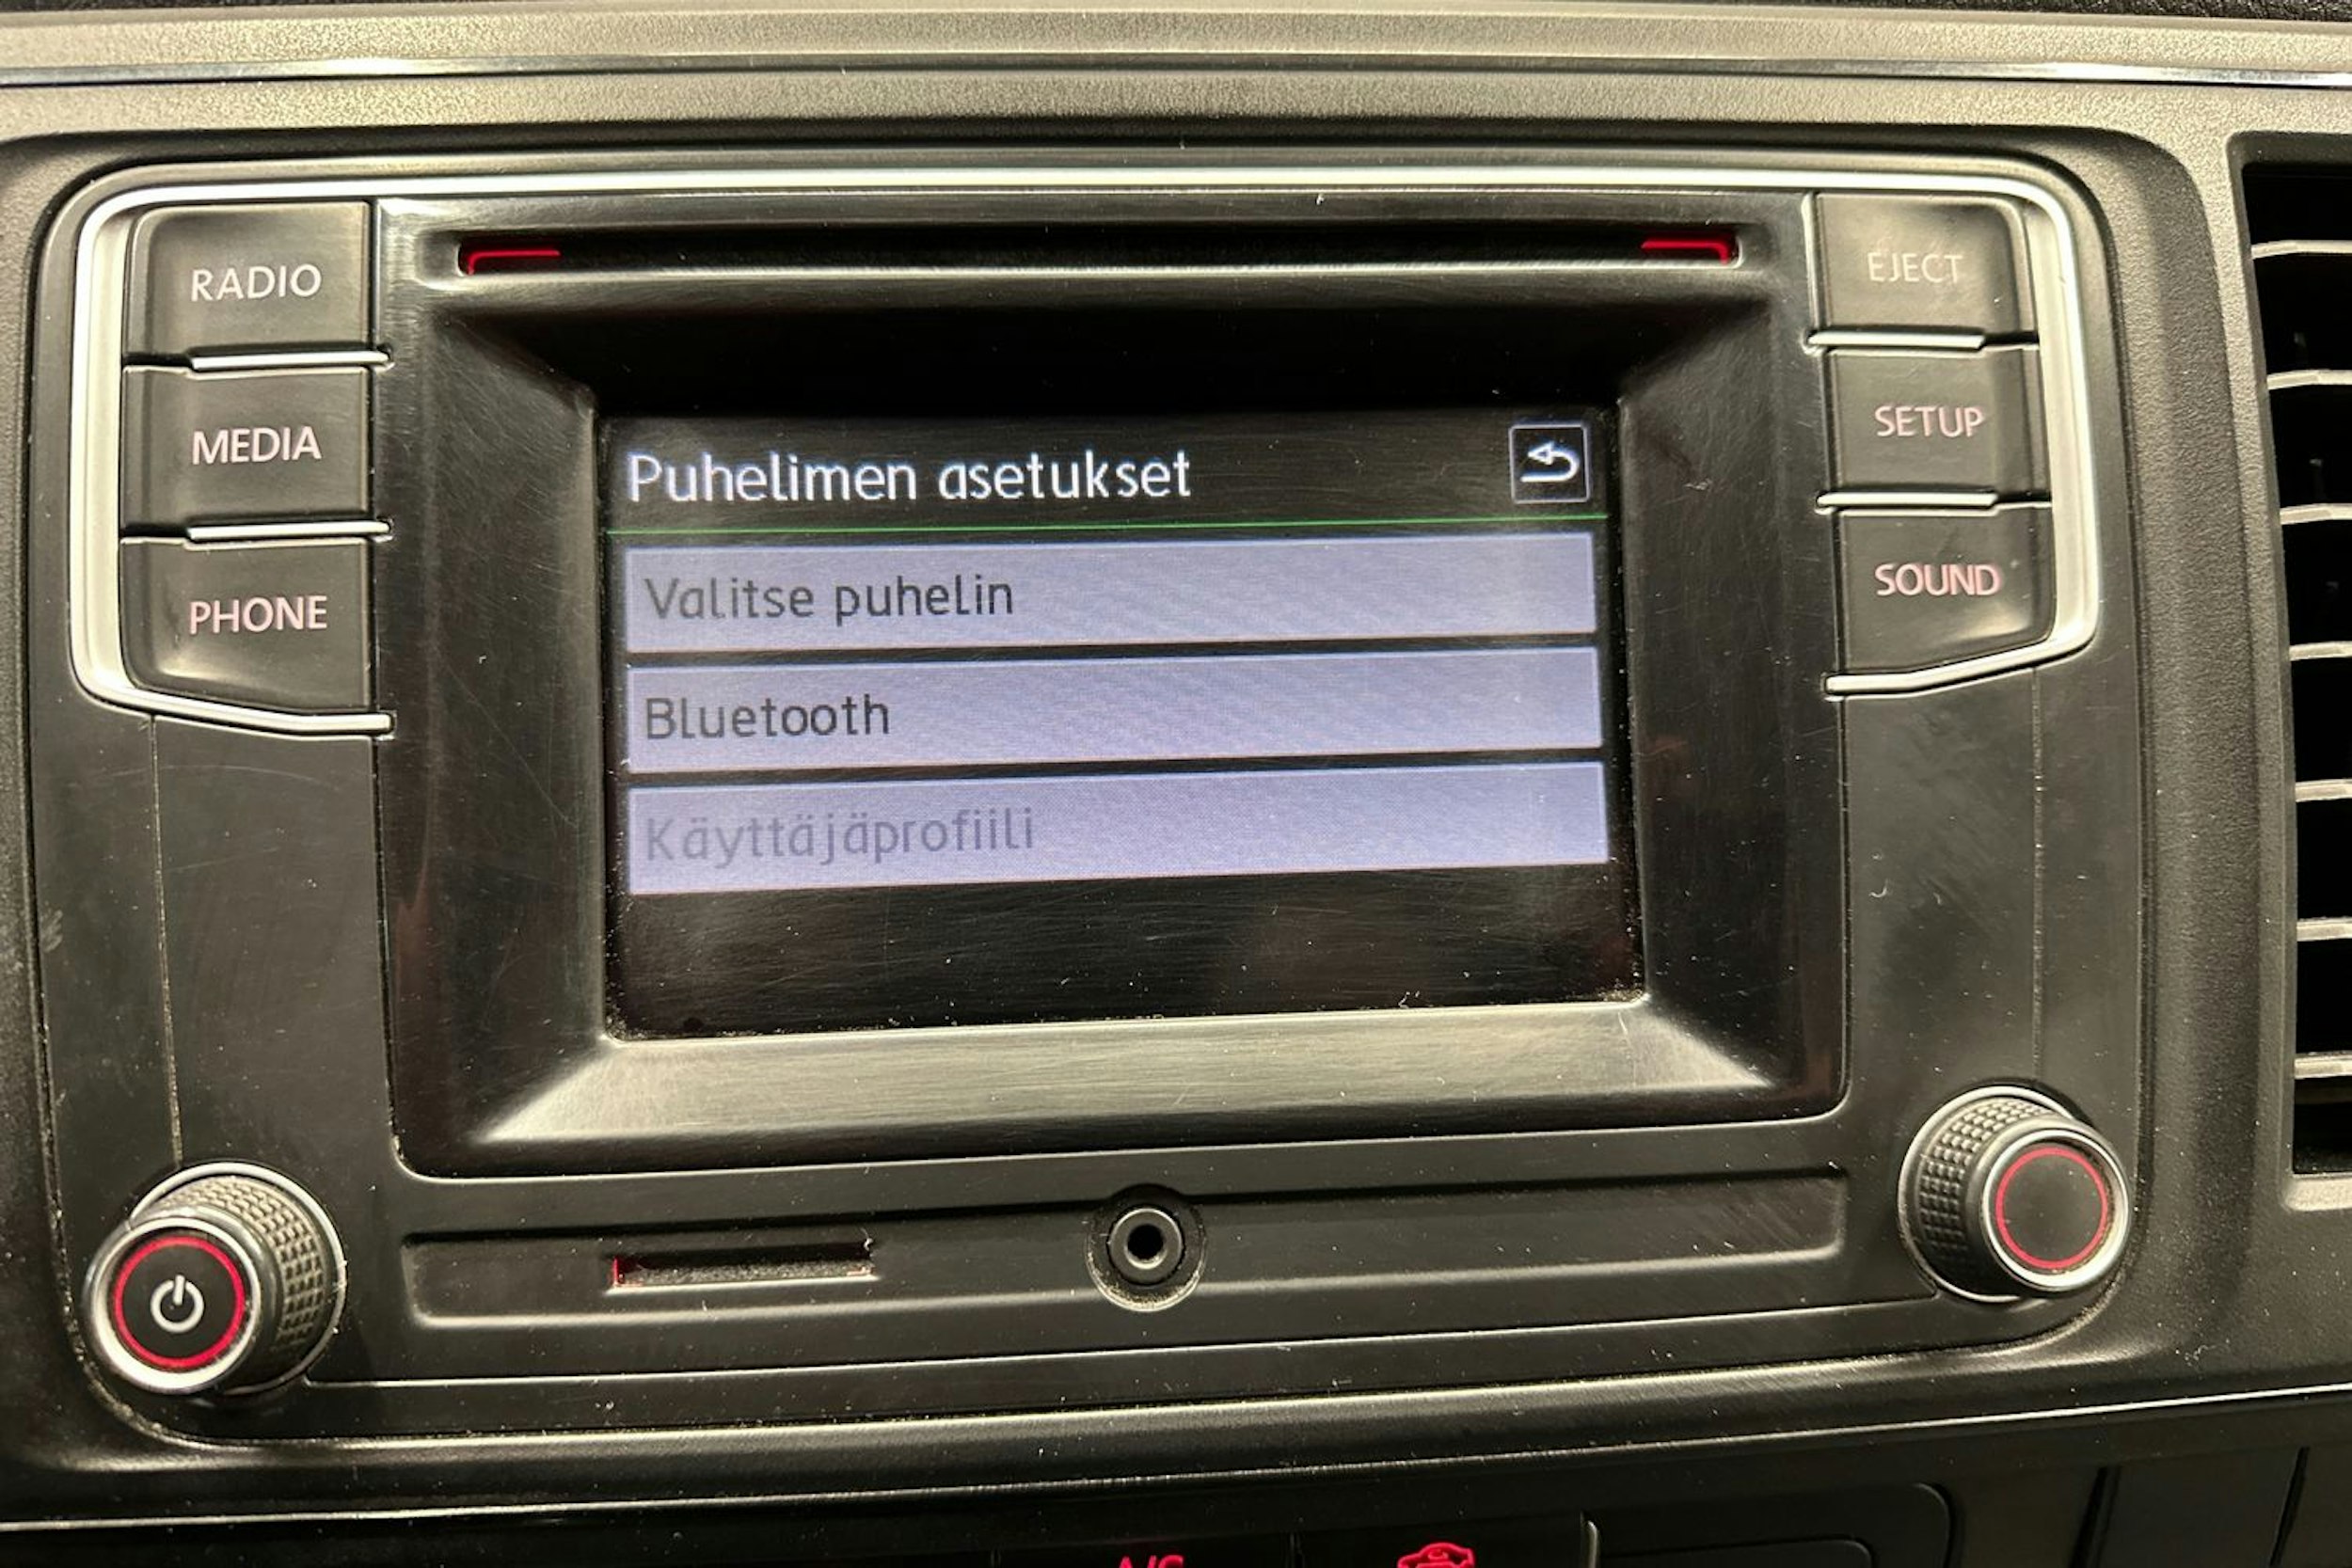 RADIO
MEDIA
PHONE
EJECT
SETUP
SOUND
Puhelimen asetukset
Valitse puhelin
Bluetooth
Käyttäjäprofiili
A/C